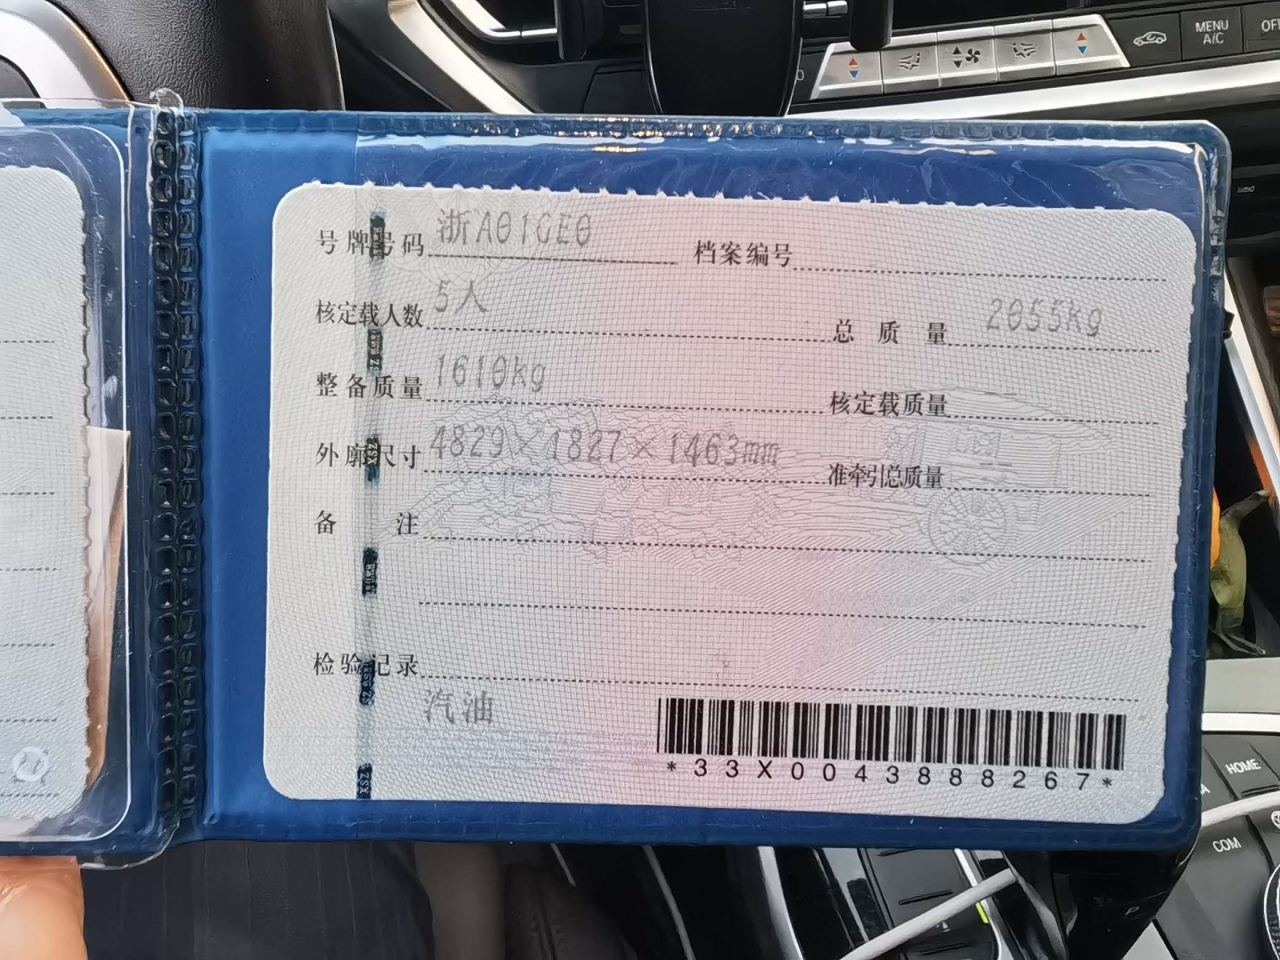 MENU
A/C
OFF
号牌号码 浙A01GE0 档案编号
核定载人数 5人 总质量 2055kg
整备质量 1610kg 核定载质量
外廓尺寸 4829×1827×1463mm 准牵引总质量
备注
检验记录
汽油
*33X0043888267*
HOME
COM
P